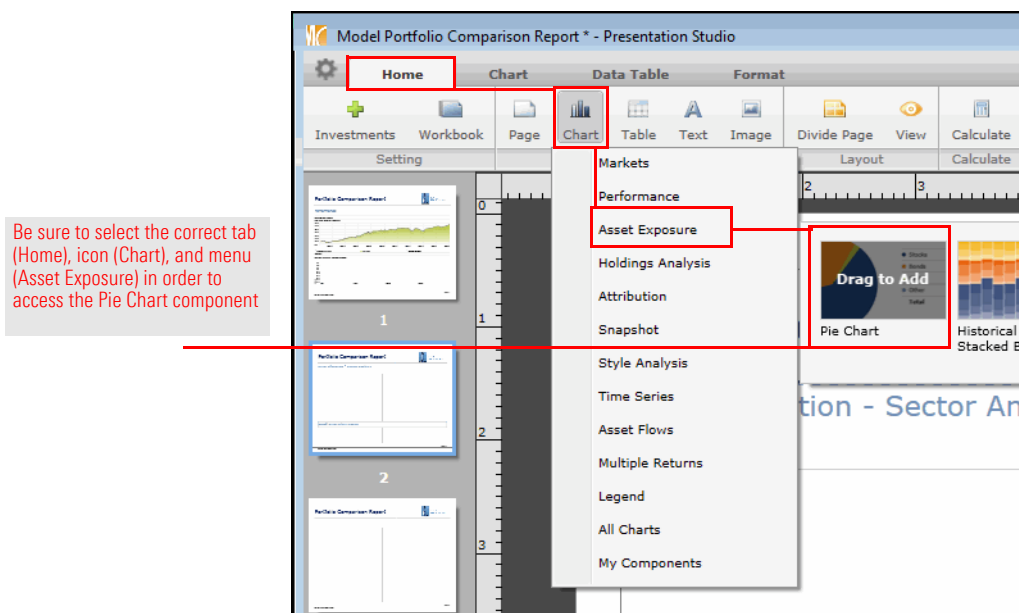 Model Portfolio Comparison Report * - Presentation Studio
Home Chart Data Table Format
Investments Workbook Page Chart Table Text Image Divide Page View Calculate
Setting Layout Calculate
Be sure to select the correct tab
(Home), icon (Chart), and menu
(Asset Exposure) in order to
access the Pie Chart component
Portfolio Comparison Report
1
Portfolio Comparison Report
2
Portfolio Comparison Report
0
1
2
3
2 3
Markets
Performance
Asset Exposure
Holdings Analysis
Attribution
Snapshot
Style Analysis
Time Series
Asset Flows
Multiple Returns
Legend
All Charts
My Components
Stocks
Bonds
Drag to Add
Other
Total
Pie Chart
Historical
Stacked
tion - Sector An